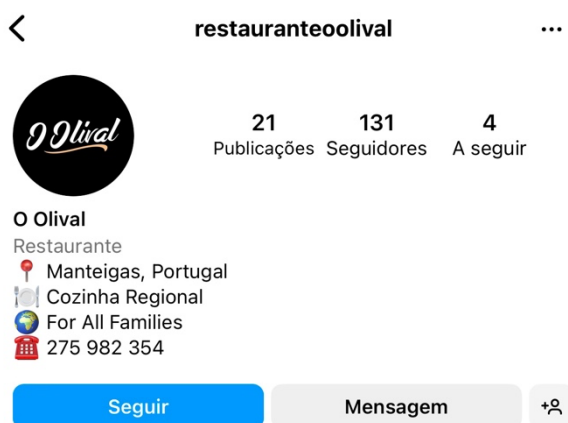 restauranteoolival
O Olival
21 131 4
Publicações Seguidores A seguir
O Olival
Restaurante
Manteigas, Portugal
Cozinha Regional
For All Families
275 982 354
Seguir Mensagem